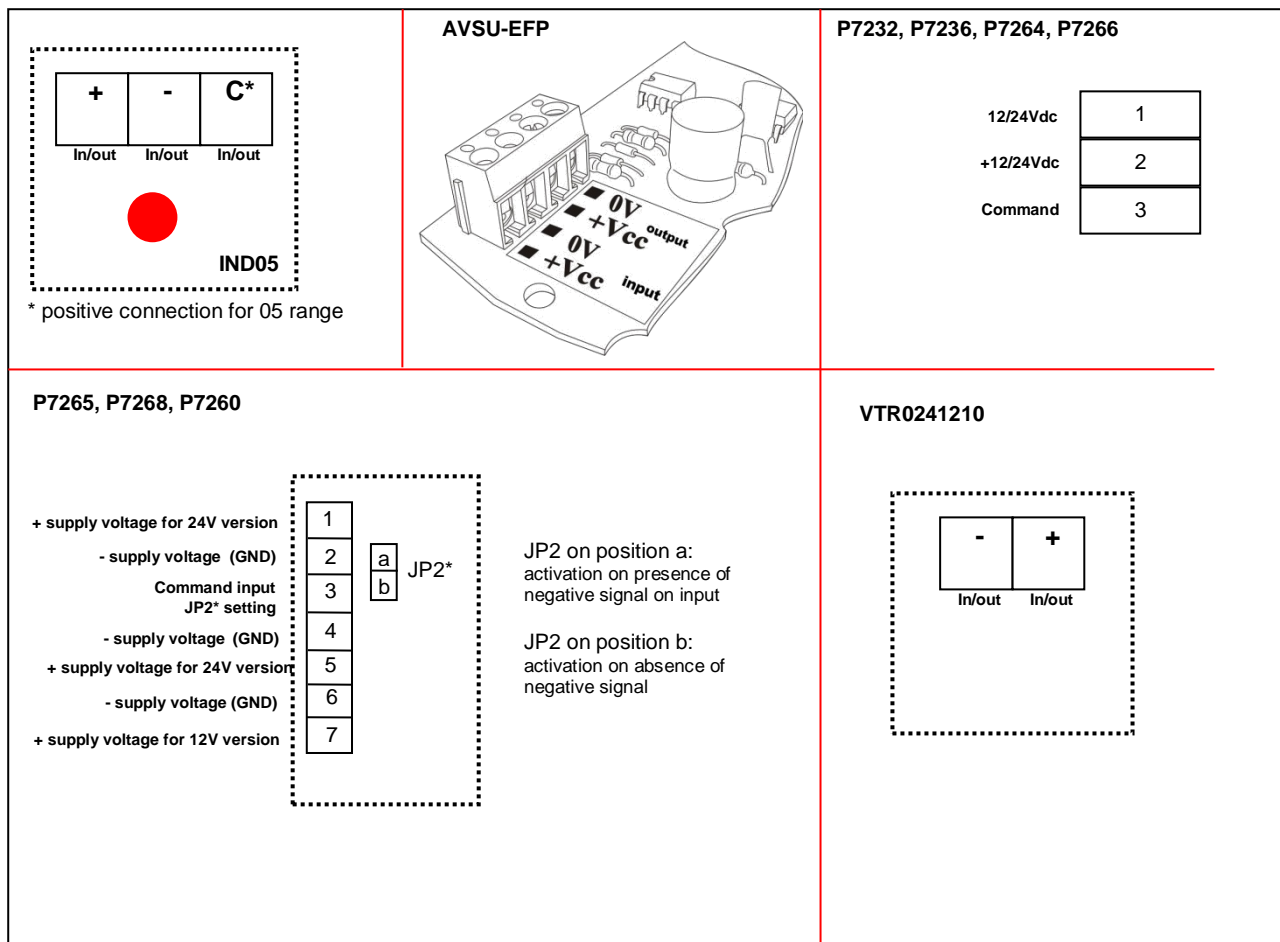 + - C*
In/out In/out In/out
IND05
* positive connection for 05 range
AVSU-EFP
0V
+Vcc output
0V
+Vcc input
P7232, P7236, P7264, P7266
12/24Vdc 1
+12/24Vdc 2
Command 3
P7265, P7268, P7260
+ supply voltage for 24V version 1
- supply voltage (GND) 2
Command input 3
JP2* setting
- supply voltage (GND) 4
+ supply voltage for 24V version 5
- supply voltage (GND) 6
+ supply voltage for 12V version 7
a
b
JP2*
JP2 on position a:
activation on presence of
negative signal on input
JP2 on position b:
activation on absence of
negative signal
VTR0241210
- +
In/out In/out